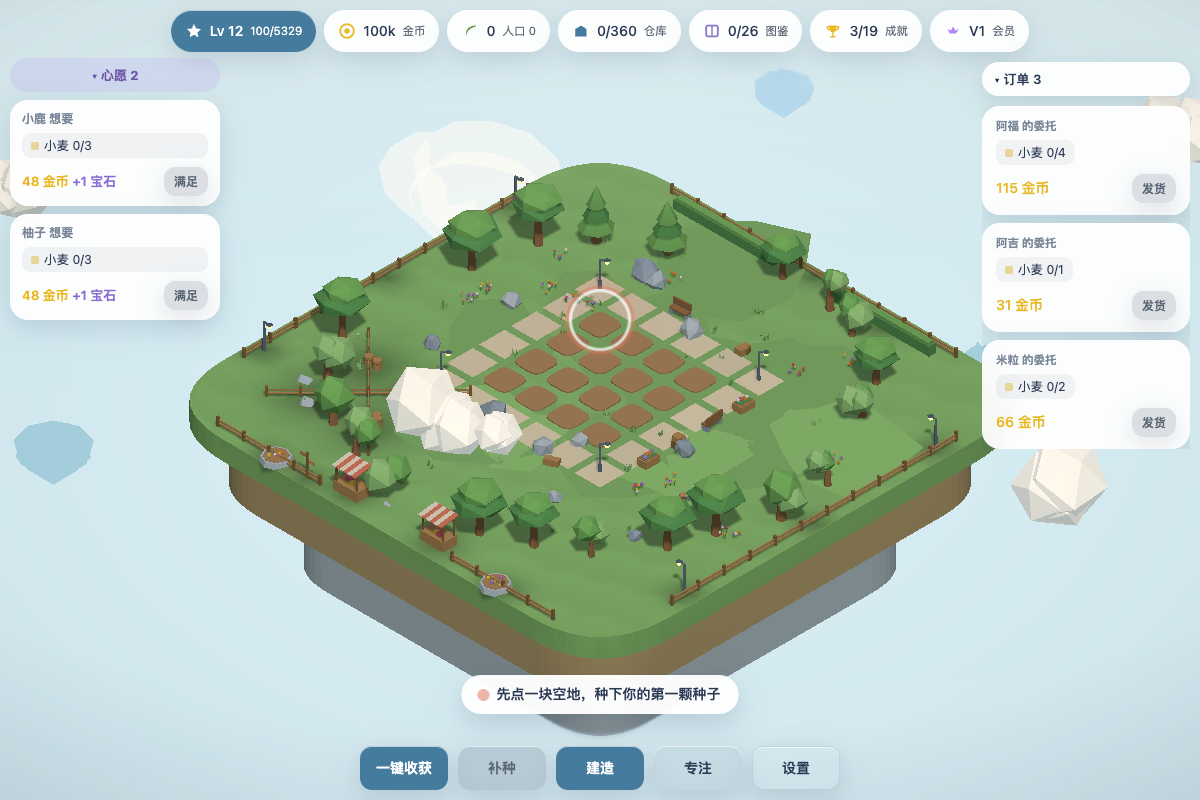 Lv 12 100/5329
100k 金币
0 人口 0
0/360 仓库
0/26 图鉴
3/19 成就
V1 会员
心愿 2
小鹿 想要
小麦 0/3
48 金币 +1 宝石
满足
柚子 想要
小麦 0/3
48 金币 +1 宝石
满足
订单 3
阿福 的委托
小麦 0/4
115 金币
发货
阿吉 的委托
小麦 0/1
31 金币
发货
米粒 的委托
小麦 0/2
66 金币
发货
先点一块空地，种下你的第一颗种子
一键收获
补种
建造
专注
设置